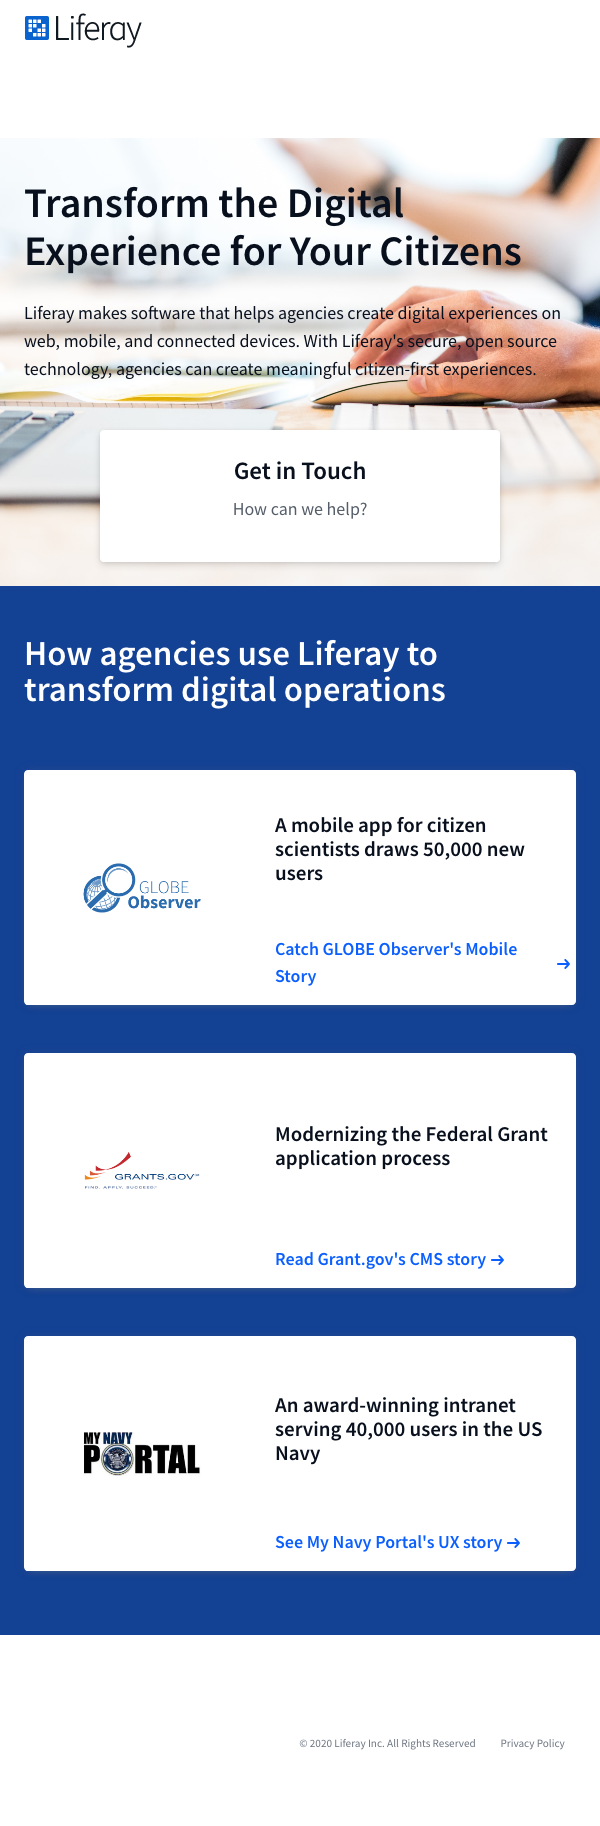 Liferay
Transform the Digital
Experience for Your Citizens
Liferay makes software that helps agencies create digital experiences on
web, mobile, and connected devices. With Liferay's secure, open source
technology, agencies can create meaningful citizen-first experiences.
Get in Touch
How can we help?
How agencies use Liferay to
transform digital operations
GLOBE
Observer
A mobile app for citizen
scientists draws 50,000 new
users
Catch GLOBE Observer's Mobile
Story →
GRANTS.GOV℠
FIND. APPLY. SUCCEED.
Modernizing the Federal Grant
application process
Read Grant.gov's CMS story →
MY NAVY
PORTAL
An award-winning intranet
serving 40,000 users in the US
Navy
See My Navy Portal's UX story →
© 2020 Liferay Inc. All Rights Reserved Privacy Policy